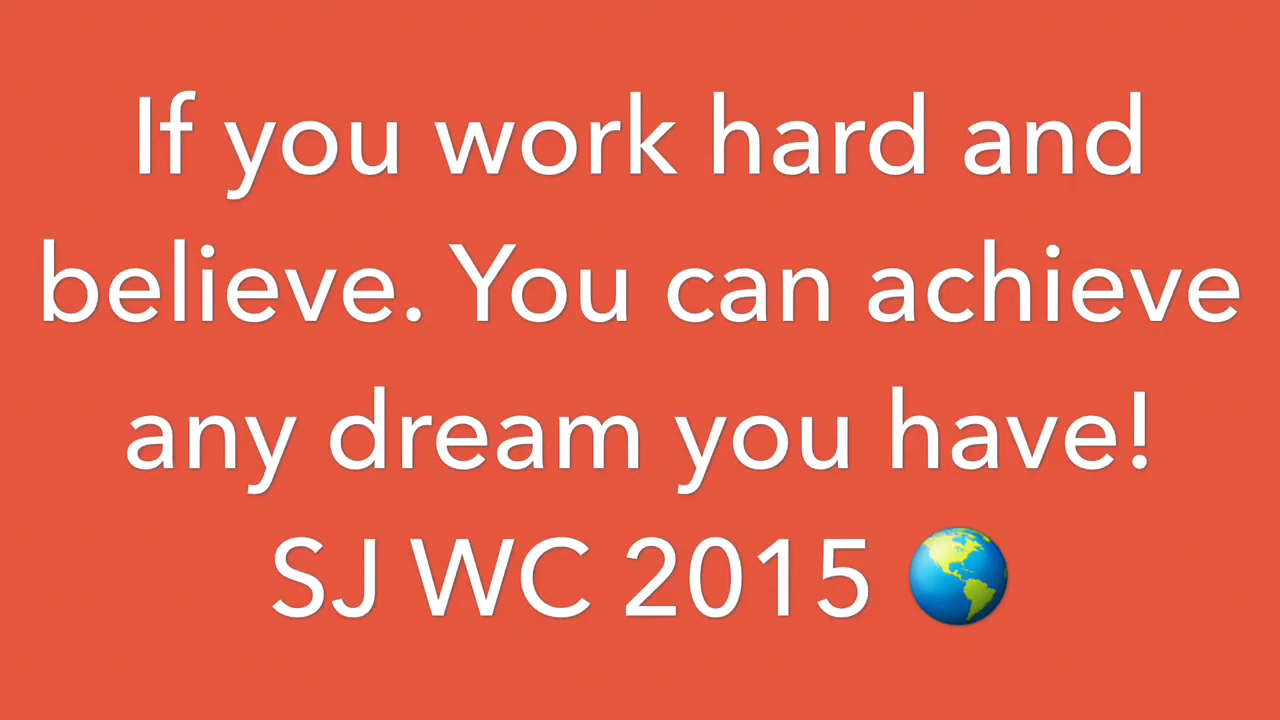 If you work hard and
believe. You can achieve
any dream you have!
SJ WC 2015 🌎